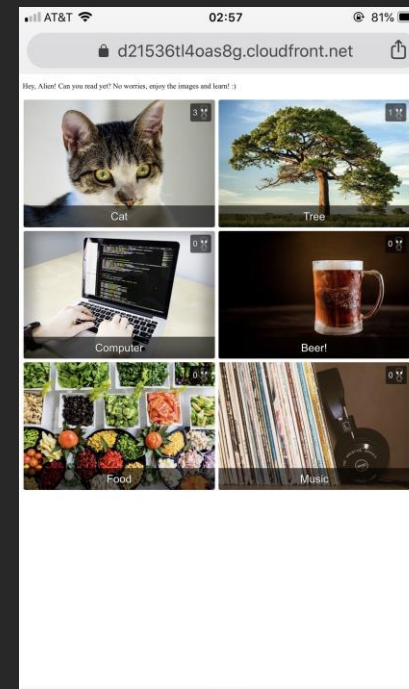 AT&T 02:57 81%
d21536tl4oas8g.cloudfront.net
Hey, Alien! Can you read yet? No worries, enjoy the images and learn! :)
3 1
Cat Tree
0 0
Computer Beer!
0 0
Food Music